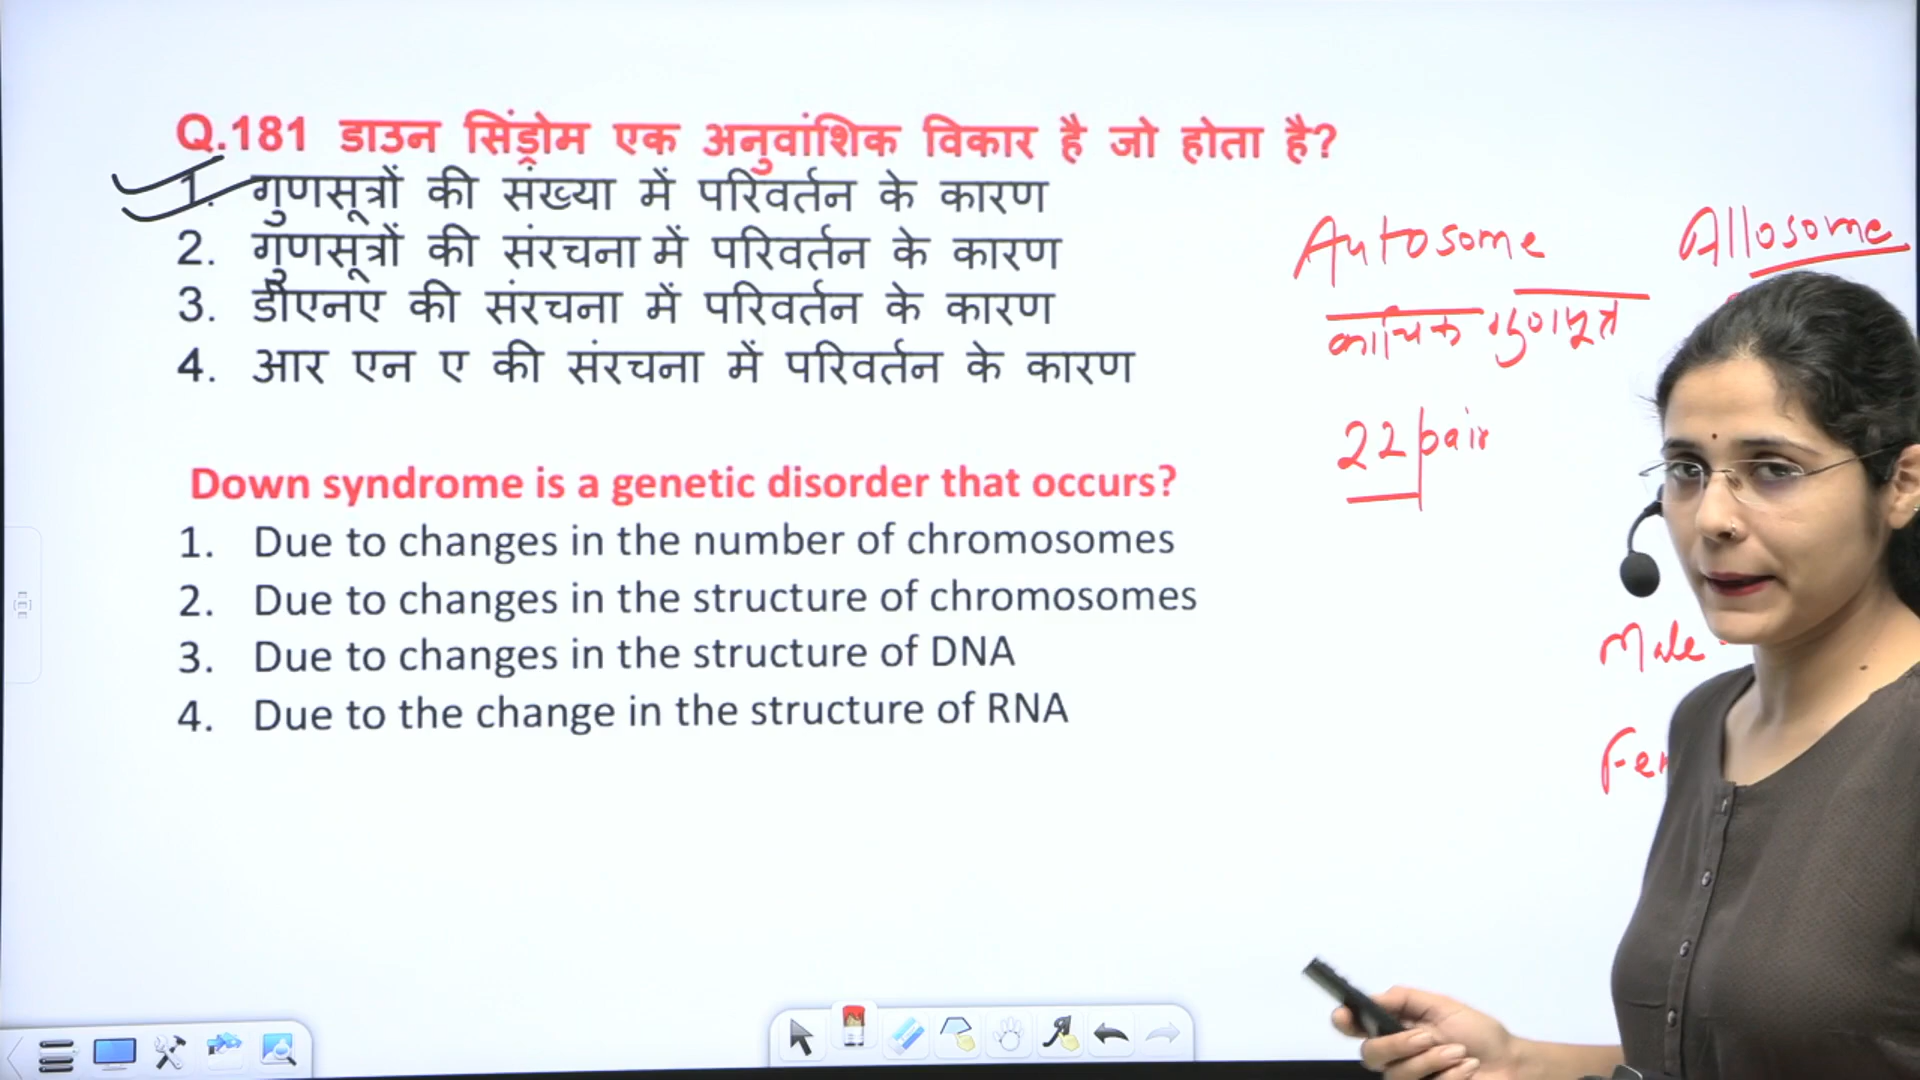 Q.181 डाउन सिंड्रोम एक अनुवांशिक विकार है जो होता है?
1. गुणसूत्रों की संख्या में परिवर्तन के कारण
2. गुणसूत्रों की संरचना में परिवर्तन के कारण
3. डीएनए की संरचना में परिवर्तन के कारण
4. आर एन ए की संरचना में परिवर्तन के कारण
Autosome
Allosome
कायिक गुणसूत्र
22 pair
Down syndrome is a genetic disorder that occurs?
1. Due to changes in the number of chromosomes
2. Due to changes in the structure of chromosomes
3. Due to changes in the structure of DNA
4. Due to the change in the structure of RNA
Male